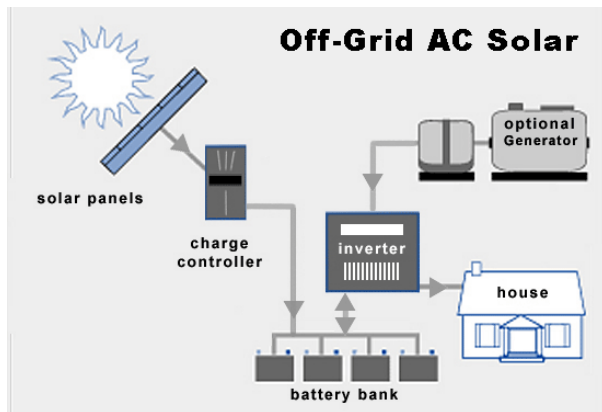 Off-Grid AC Solar
optional
Generator
solar panels
charge
controller
inverter
house
battery bank